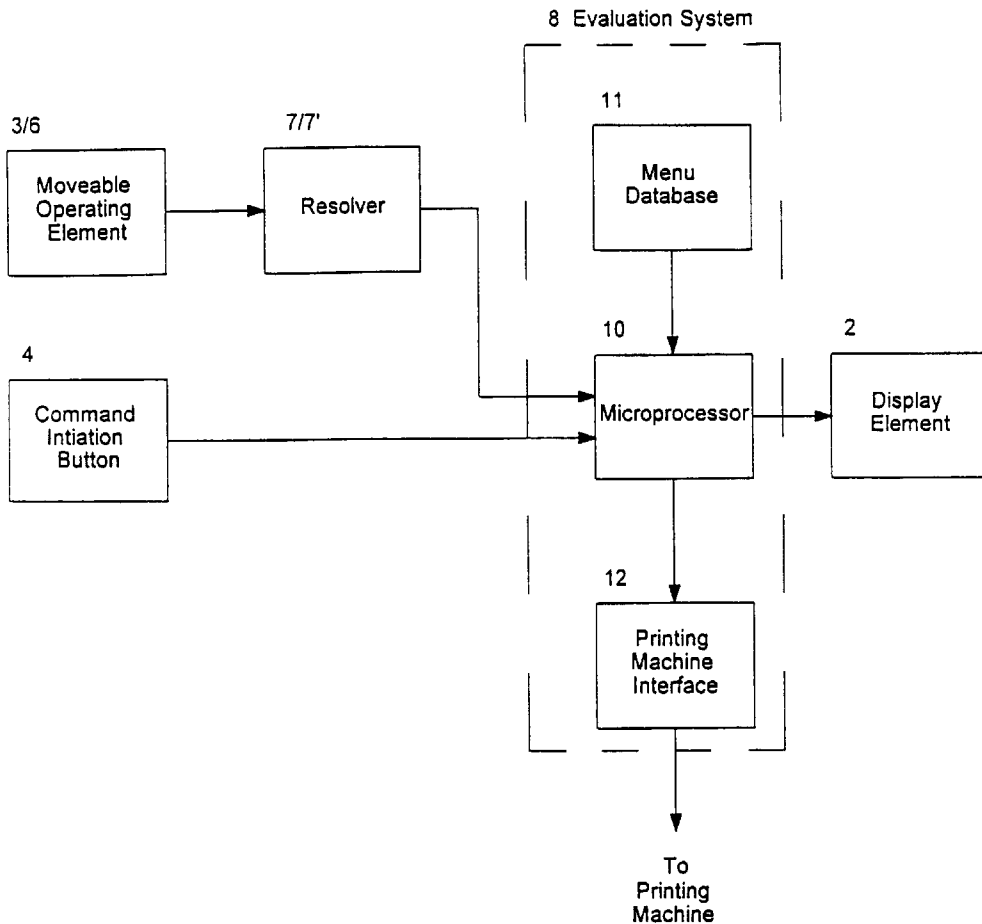 8 Evaluation System
11
3/6
7/7'
Menu
Database
Moveable
Operating
Element
Resolver
10
2
4
Command
Intiation
Button
Microprocessor
Display
Element
12
Printing
Machine
Interface
To
Printing
Machine